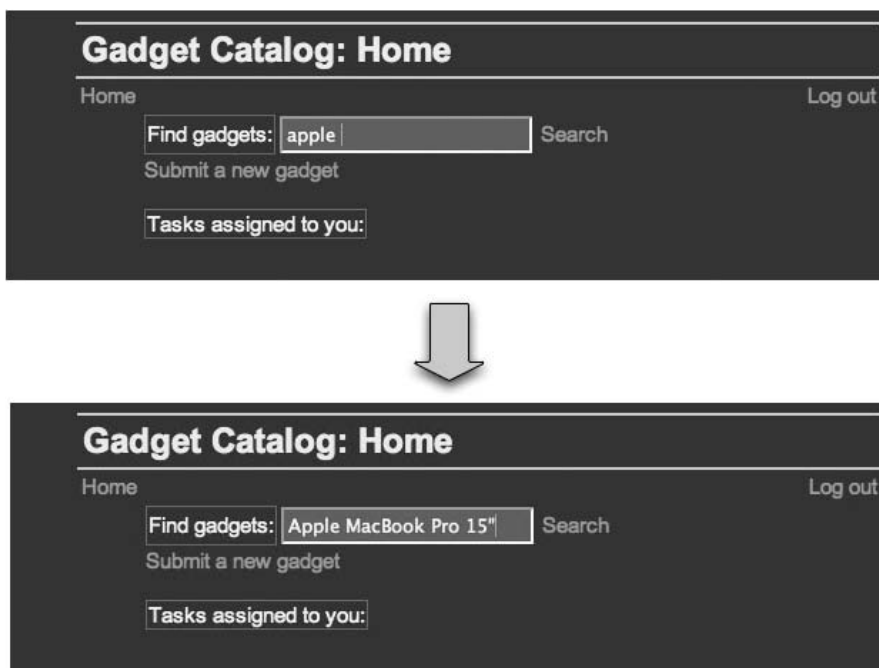 Gadget Catalog: Home
Home Log out
Find gadgets: apple Search
Submit a new gadget
Tasks assigned to you:
Gadget Catalog: Home
Home Log out
Find gadgets: Apple MacBook Pro 15" Search
Submit a new gadget
Tasks assigned to you: